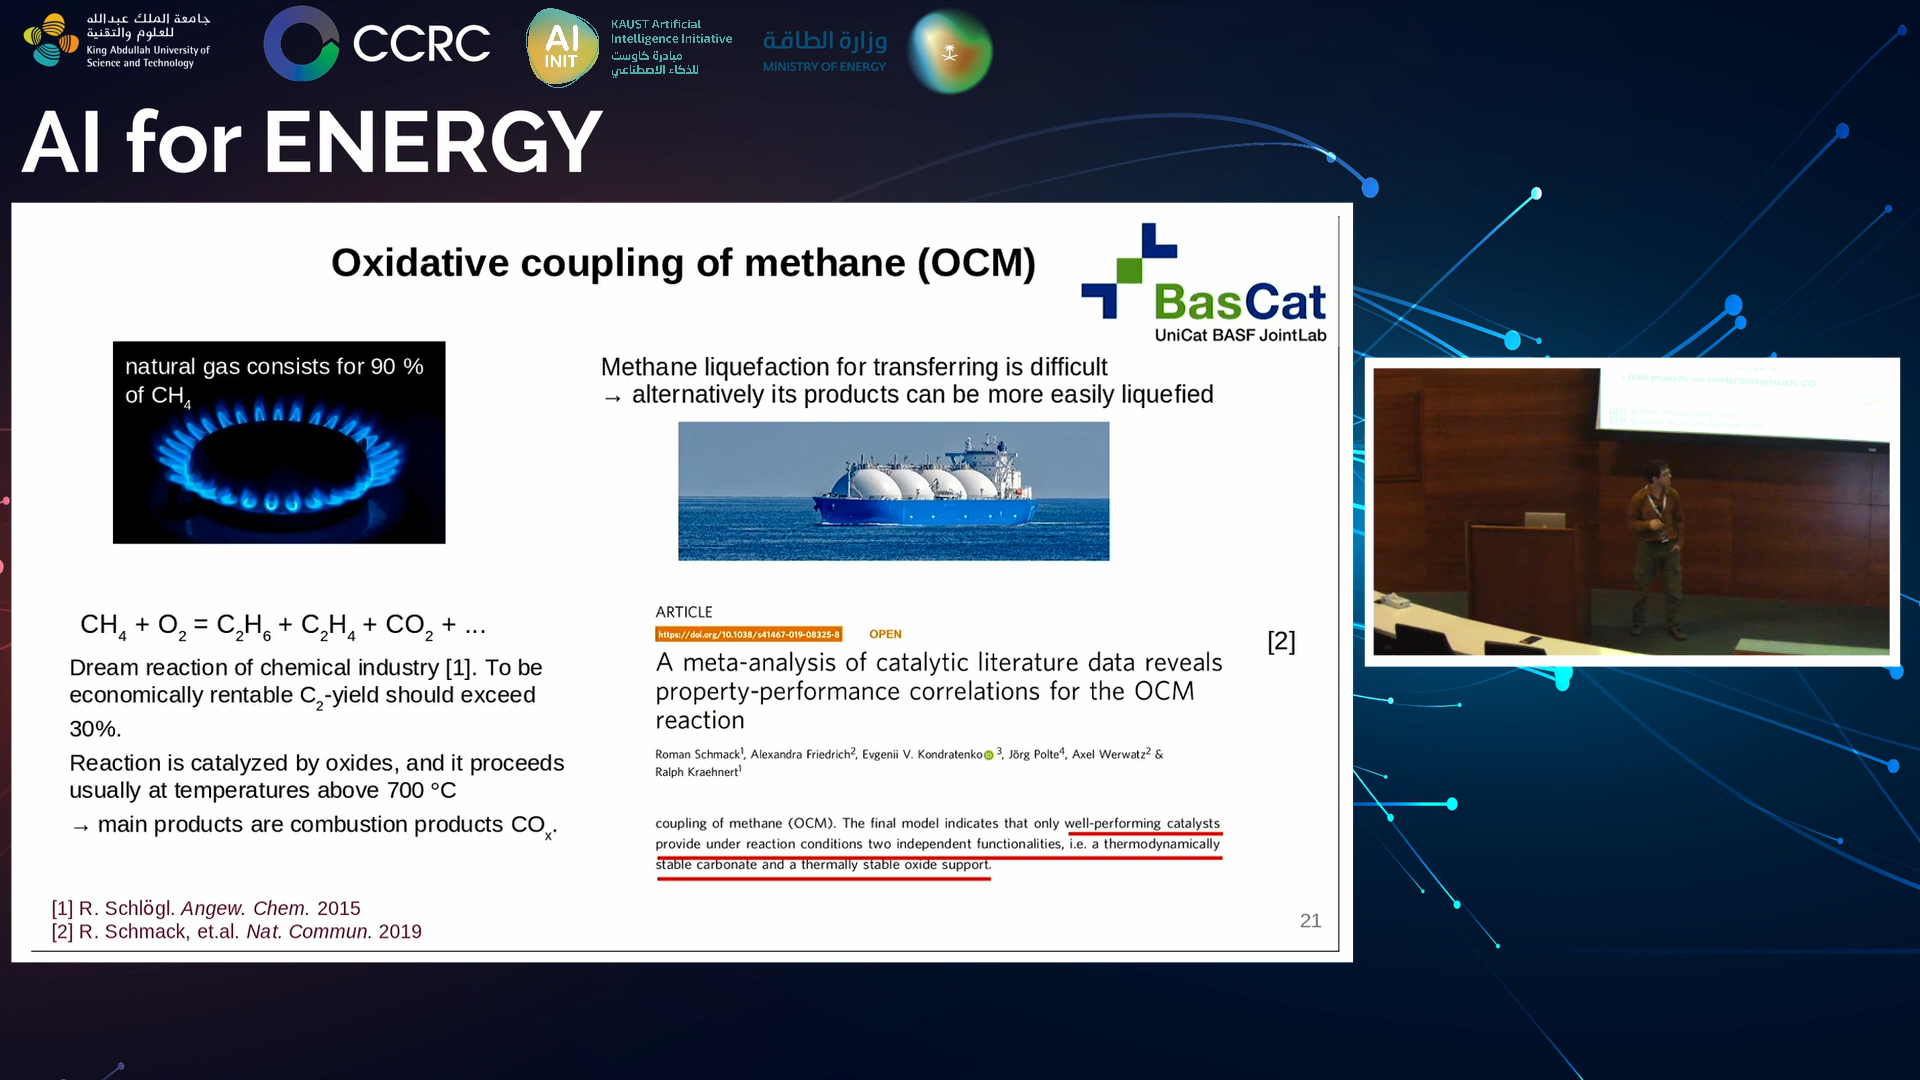 جامعة الملك عبدالله
للعلوم والتقنية
King Abdullah University of
Science and Technology
CCRC
AI
INIT
KAUST Artificial
Intelligence Initiative
مبادرة كاوست
للذكاء الاصطناعي
وزارة الطاقة
MINISTRY OF ENERGY
AI for ENERGY
Oxidative coupling of methane (OCM)
BasCat
UniCat BASF JointLab
natural gas consists for 90 %
of CH4
Methane liquefaction for transferring is difficult
→ alternatively its products can be more easily liquefied
CH4 + O2 = C2H6 + C2H4 + CO2 + ...
Dream reaction of chemical industry [1]. To be
economically rentable C2-yield should exceed
30%.
Reaction is catalyzed by oxides, and it proceeds
usually at temperatures above 700 °C
→ main products are combustion products COx.
ARTICLE
https://doi.org/10.1038/s41467-019-08325-8 OPEN
[2]
A meta-analysis of catalytic literature data reveals
property-performance correlations for the OCM
reaction
Roman Schmack1, Alexandra Friedrich2, Evgenii V. Kondratenko 3, Jörg Polte4, Axel Werwatz2 &
Ralph Kraehnert1
coupling of methane (OCM). The final model indicates that only well-performing catalysts
provide under reaction conditions two independent functionalities, i.e. a thermodynamically
stable carbonate and a thermally stable oxide support.
[1] R. Schlögl. Angew. Chem. 2015
[2] R. Schmack, et.al. Nat. Commun. 2019
21
→ main products are combustion products CO